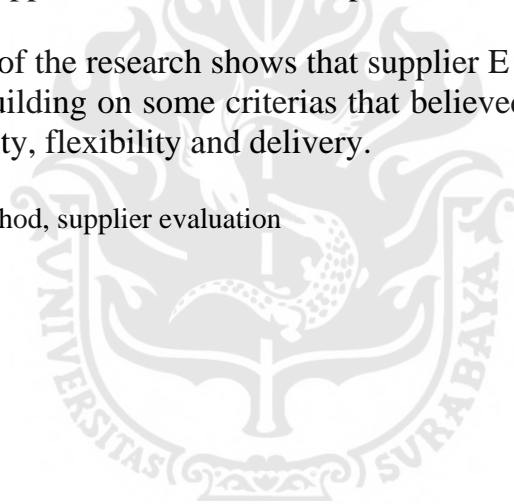 of the research shows that supplier E
uilding on some criterias that believed
ty, flexibility and delivery.
hod, supplier evaluation
UNIVERSITAS SURABAYA